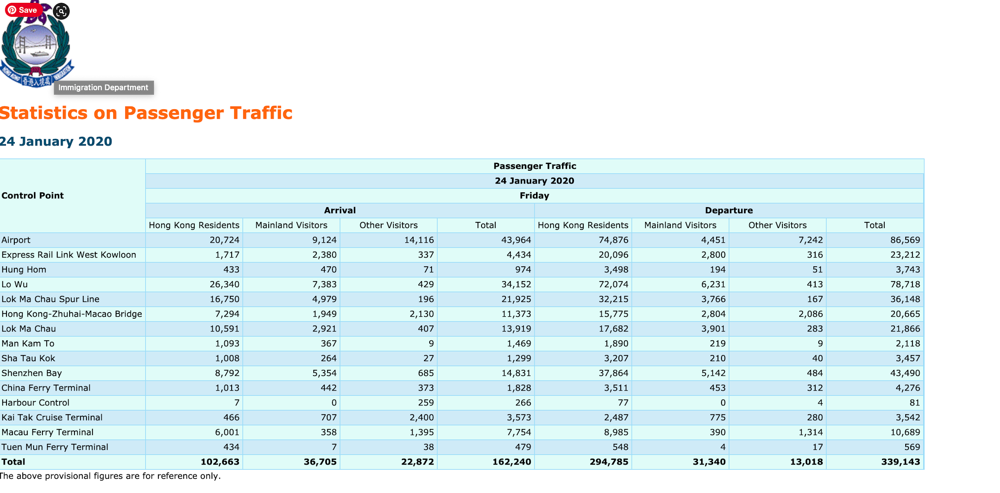 Save
HONG KONG 香港入境處 IMMIGRATION
Immigration Department
Statistics on Passenger Traffic
24 January 2020
Control Point
Passenger Traffic
24 January 2020
Friday
Arrival Departure
Hong Kong Residents Mainland Visitors Other Visitors Total Hong Kong Residents Mainland Visitors Other Visitors Total
Airport 20,724 9,124 14,116 43,964 74,876 4,451 7,242 86,569
Express Rail Link West Kowloon 1,717 2,380 337 4,434 20,096 2,800 316 23,212
Hung Hom 433 470 71 974 3,498 194 51 3,743
Lo Wu 26,340 7,383 429 34,152 72,074 6,231 413 78,718
Lok Ma Chau Spur Line 16,750 4,979 196 21,925 32,215 3,766 167 36,148
Hong Kong-Zhuhai-Macao Bridge 7,294 1,949 2,130 11,373 15,775 2,804 2,086 20,665
Lok Ma Chau 10,591 2,921 407 13,919 17,682 3,901 283 21,866
Man Kam To 1,093 367 9 1,469 1,890 219 9 2,118
Sha Tau Kok 1,008 264 27 1,299 3,207 210 40 3,457
Shenzhen Bay 8,792 5,354 685 14,831 37,864 5,142 484 43,490
China Ferry Terminal 1,013 442 373 1,828 3,511 453 312 4,276
Harbour Control 7 0 259 266 77 0 4 81
Kai Tak Cruise Terminal 466 707 2,400 3,573 2,487 775 280 3,542
Macau Ferry Terminal 6,001 358 1,395 7,754 8,985 390 1,314 10,689
Tuen Mun Ferry Terminal 434 7 38 479 548 4 17 569
Total 102,663 36,705 22,872 162,240 294,785 31,340 13,018 339,143
The above provisional figures are for reference only.